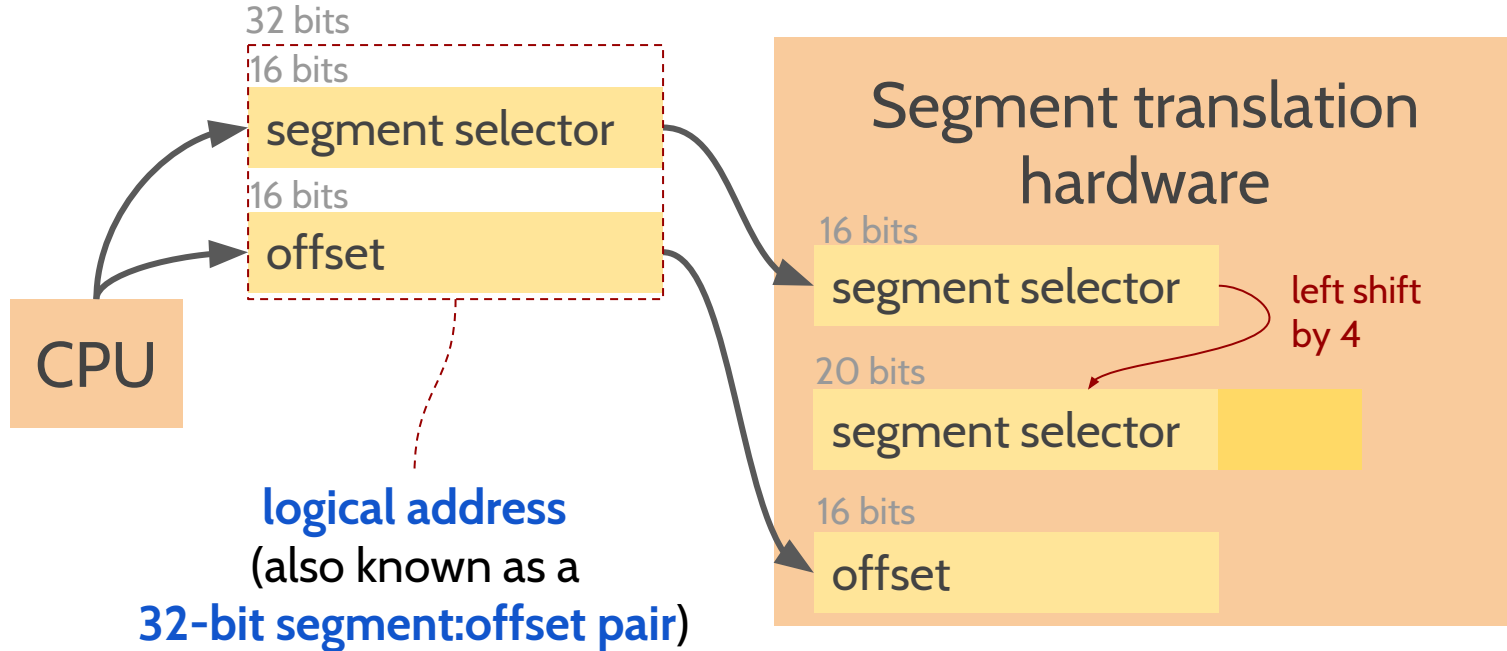 32 bits
16 bits
segment selector
16 bits
offset
CPU
logical address
(also known as a
32-bit segment:offset pair)
Segment translation
hardware
16 bits
segment selector
left shift
by 4
20 bits
segment selector
16 bits
offset